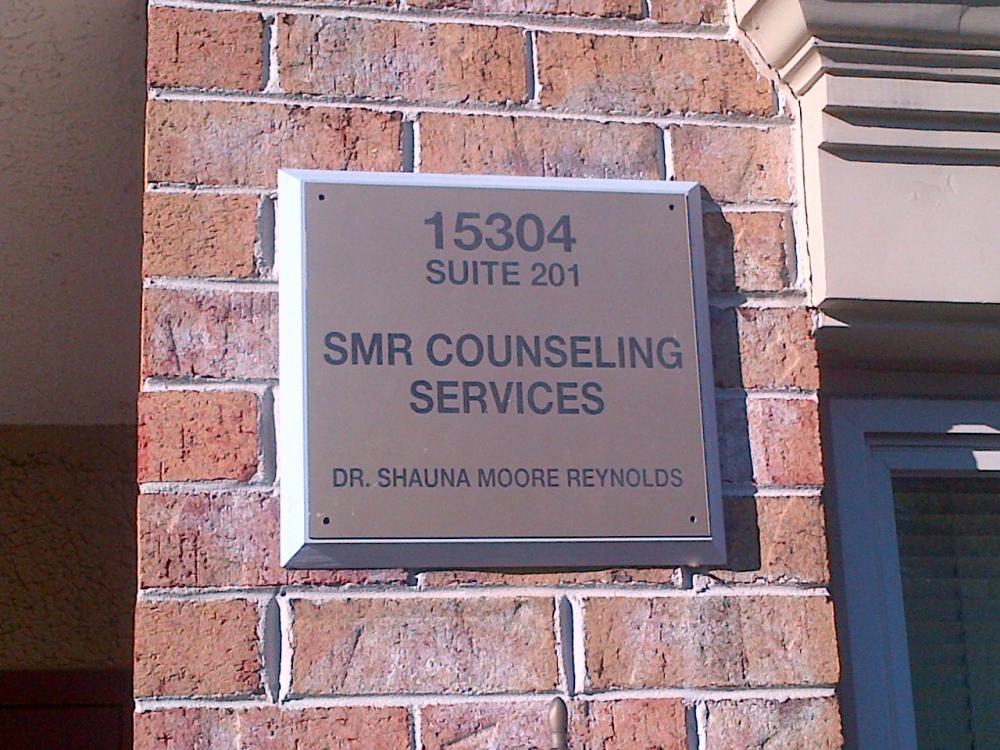 15304
SUITE 201
SMR COUNSELING
SERVICES
DR. SHAUNA MOORE REYNOLDS